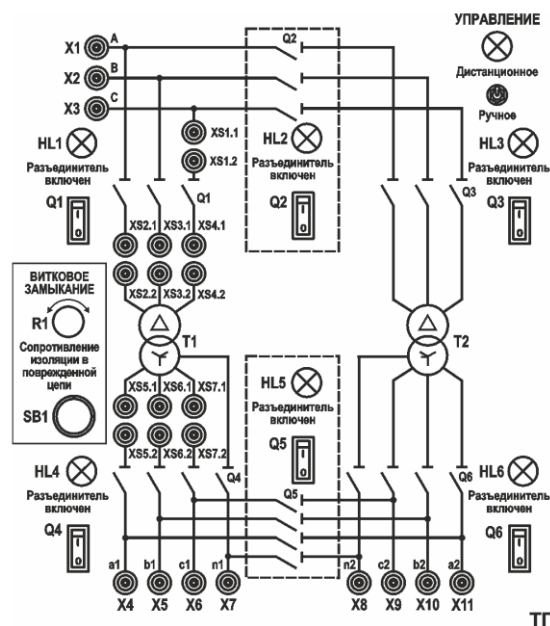 УПРАВЛЕНИЕ
Дистанционное
Ручное
X1 A
X2 B
X3 C
Q2
XS1.1
XS1.2
HL1
Разъединитель
включен
Q1
HL2
Разъединитель
включен
Q2
HL3
Разъединитель
включен
Q3
Q1
Q3
XS2.1 XS3.1 XS4.1
XS2.2 XS3.2 XS4.2
ВИТКОВОЕ
ЗАМЫКАНИЕ
R1
Сопротивление
изоляции в
поврежденной
цепи
SB1
T1
T2
XS5.1 XS6.1 XS7.1
XS5.2 XS6.2 XS7.2
HL5
Разъединитель
включен
Q5
HL4
Разъединитель
включен
Q4
Q4
Q5
Q6
HL6
Разъединитель
включен
Q6
a1 b1 c1 n1 n2 c2 b2 a2
X4 X5 X6 X7 X8 X9 X10 X11